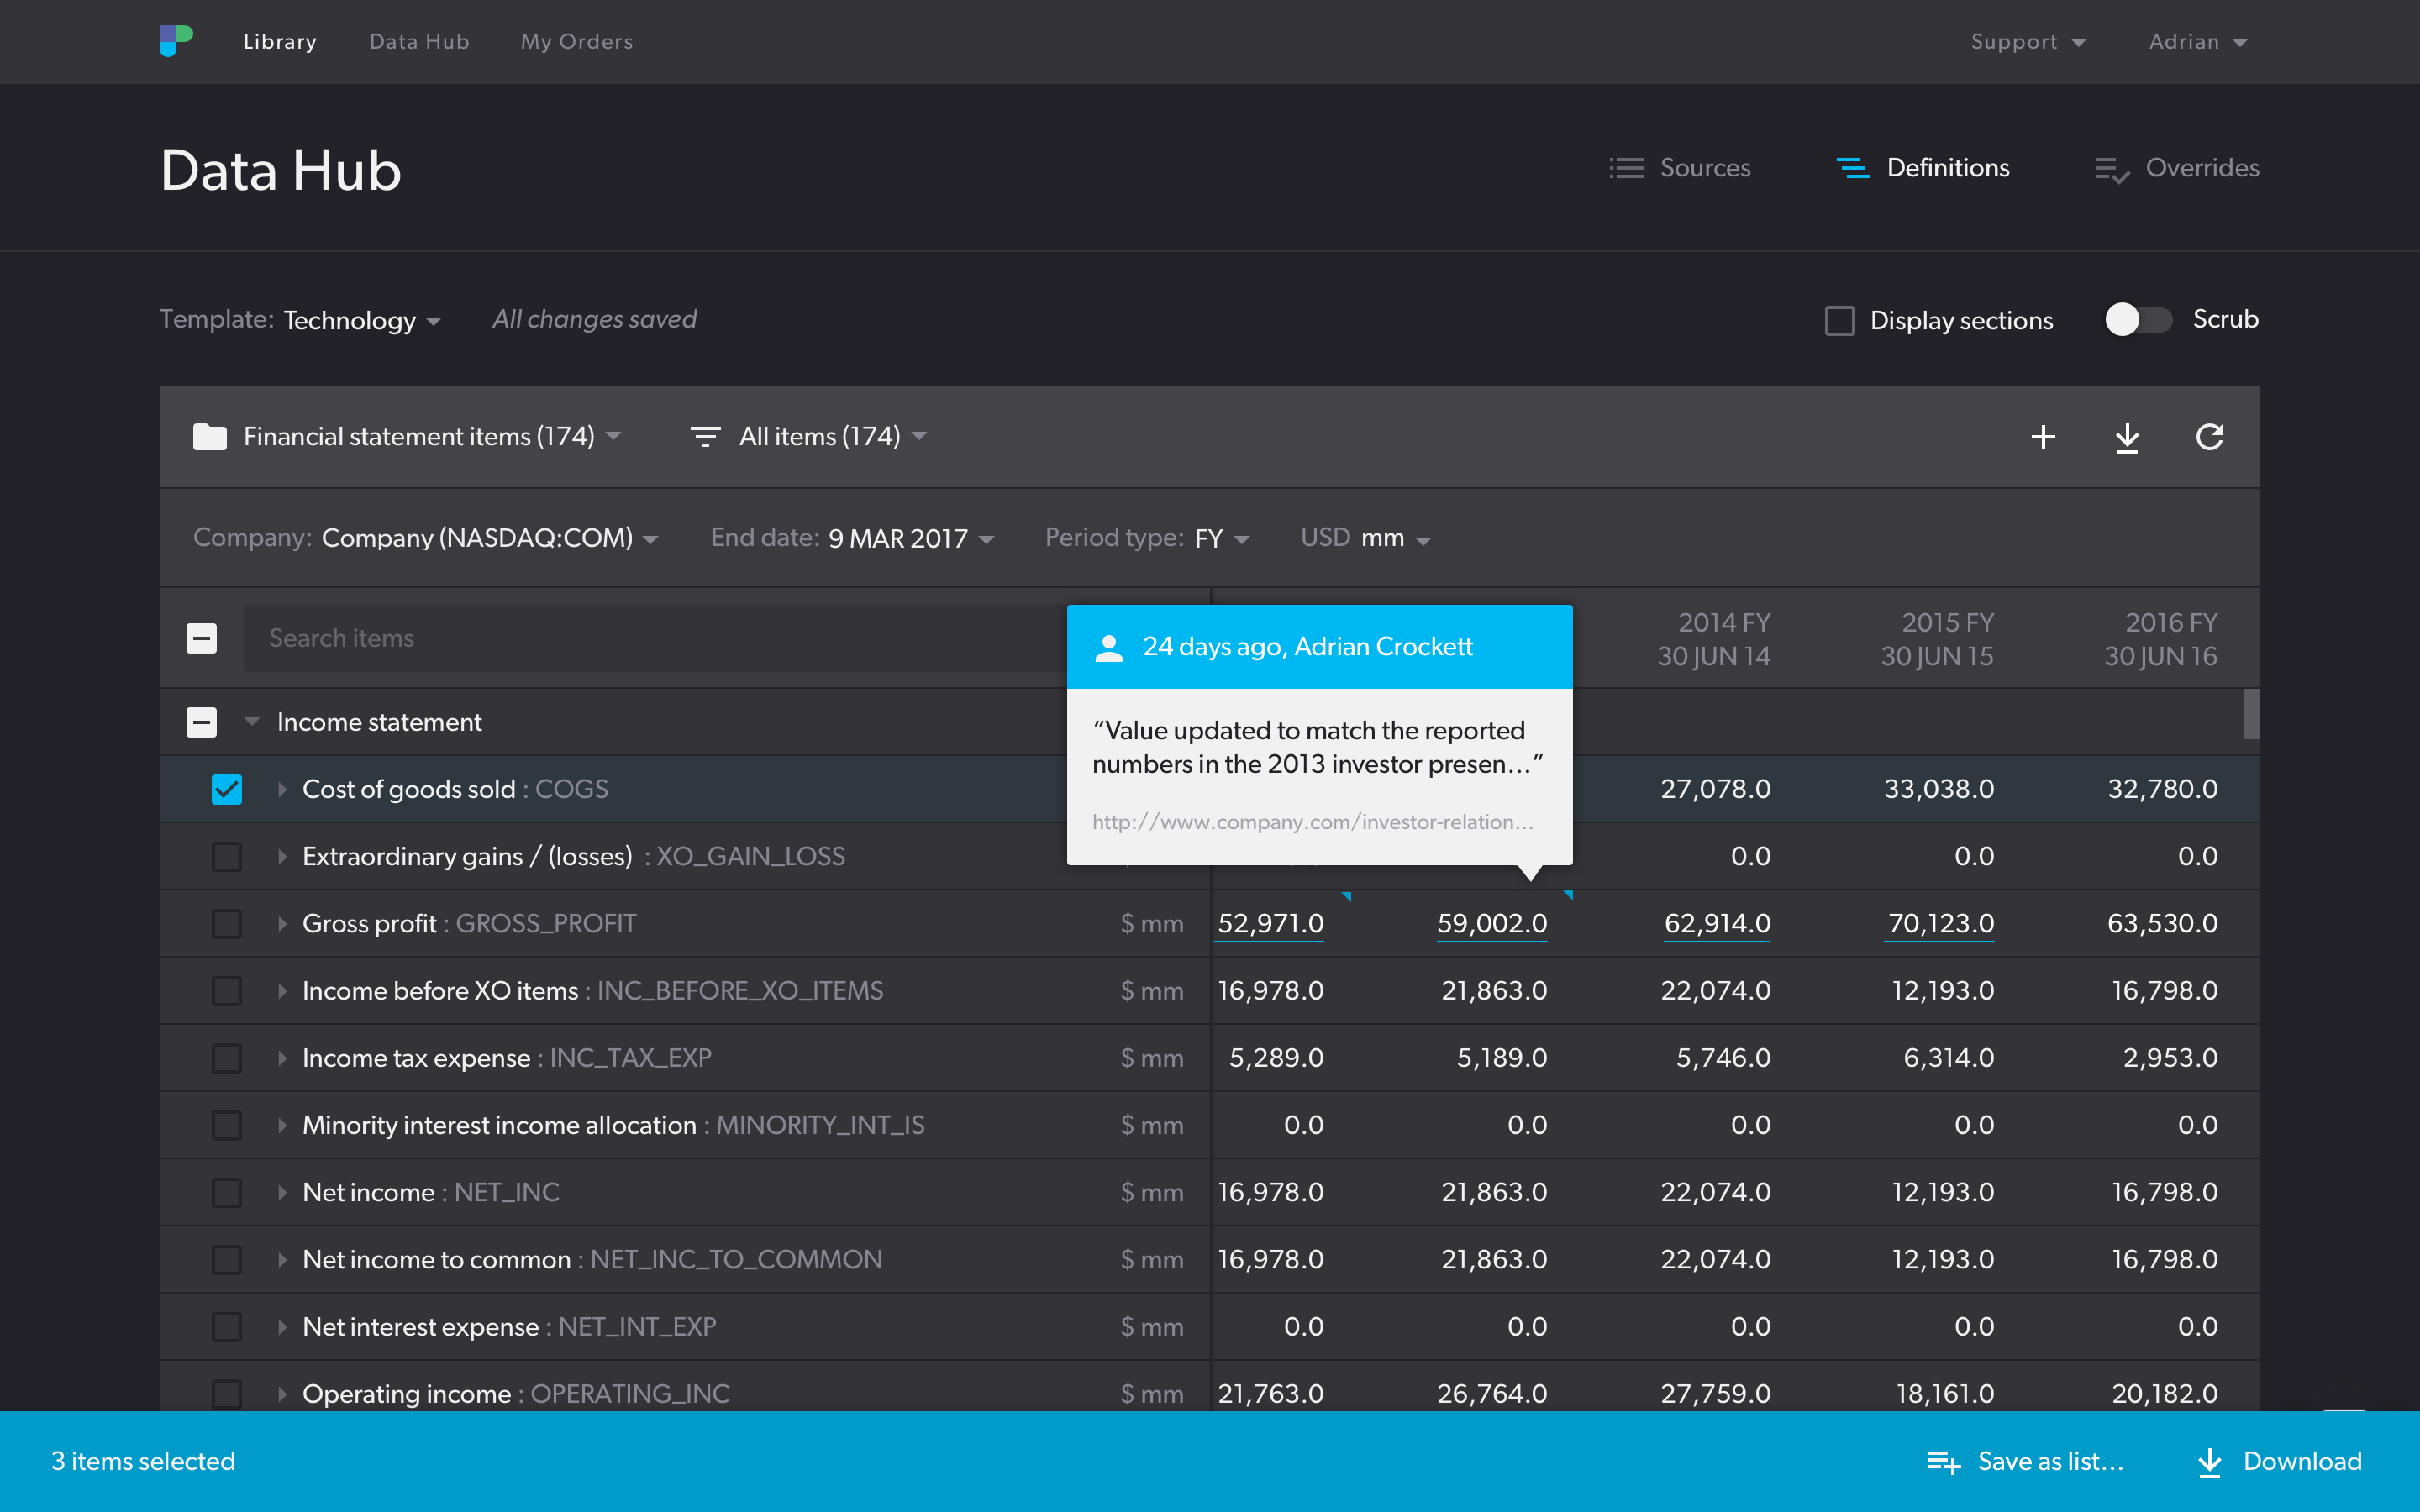 Library Data Hub My Orders Support Adrian
Data Hub Sources Definitions Overrides
Template: Technology All changes saved Display sections Scrub
Financial statement items (174) All items (174)
Company: Company (NASDAQ:COM) End date: 9 MAR 2017 Period type: FY USD mm
Search items
24 days ago, Adrian Crockett
“Value updated to match the reported
numbers in the 2013 investor presen...”
http://www.company.com/investor-relation...
2014 FY 2015 FY 2016 FY
30 JUN 14 30 JUN 15 30 JUN 16
Income statement
Cost of goods sold : COGS 27,078.0 33,038.0 32,780.0
Extraordinary gains / (losses) : XO_GAIN_LOSS 0.0 0.0 0.0
Gross profit : GROSS_PROFIT $ mm 52,971.0 59,002.0 62,914.0 70,123.0 63,530.0
Income before XO items : INC_BEFORE_XO_ITEMS $ mm 16,978.0 21,863.0 22,074.0 12,193.0 16,798.0
Income tax expense : INC_TAX_EXP $ mm 5,289.0 5,189.0 5,746.0 6,314.0 2,953.0
Minority interest income allocation : MINORITY_INT_IS $ mm 0.0 0.0 0.0 0.0 0.0
Net income : NET_INC $ mm 16,978.0 21,863.0 22,074.0 12,193.0 16,798.0
Net income to common : NET_INC_TO_COMMON $ mm 16,978.0 21,863.0 22,074.0 12,193.0 16,798.0
Net interest expense : NET_INT_EXP $ mm 0.0 0.0 0.0 0.0 0.0
Operating income : OPERATING_INC $ mm 21,763.0 26,764.0 27,759.0 18,161.0 20,182.0
3 items selected Save as list... Download